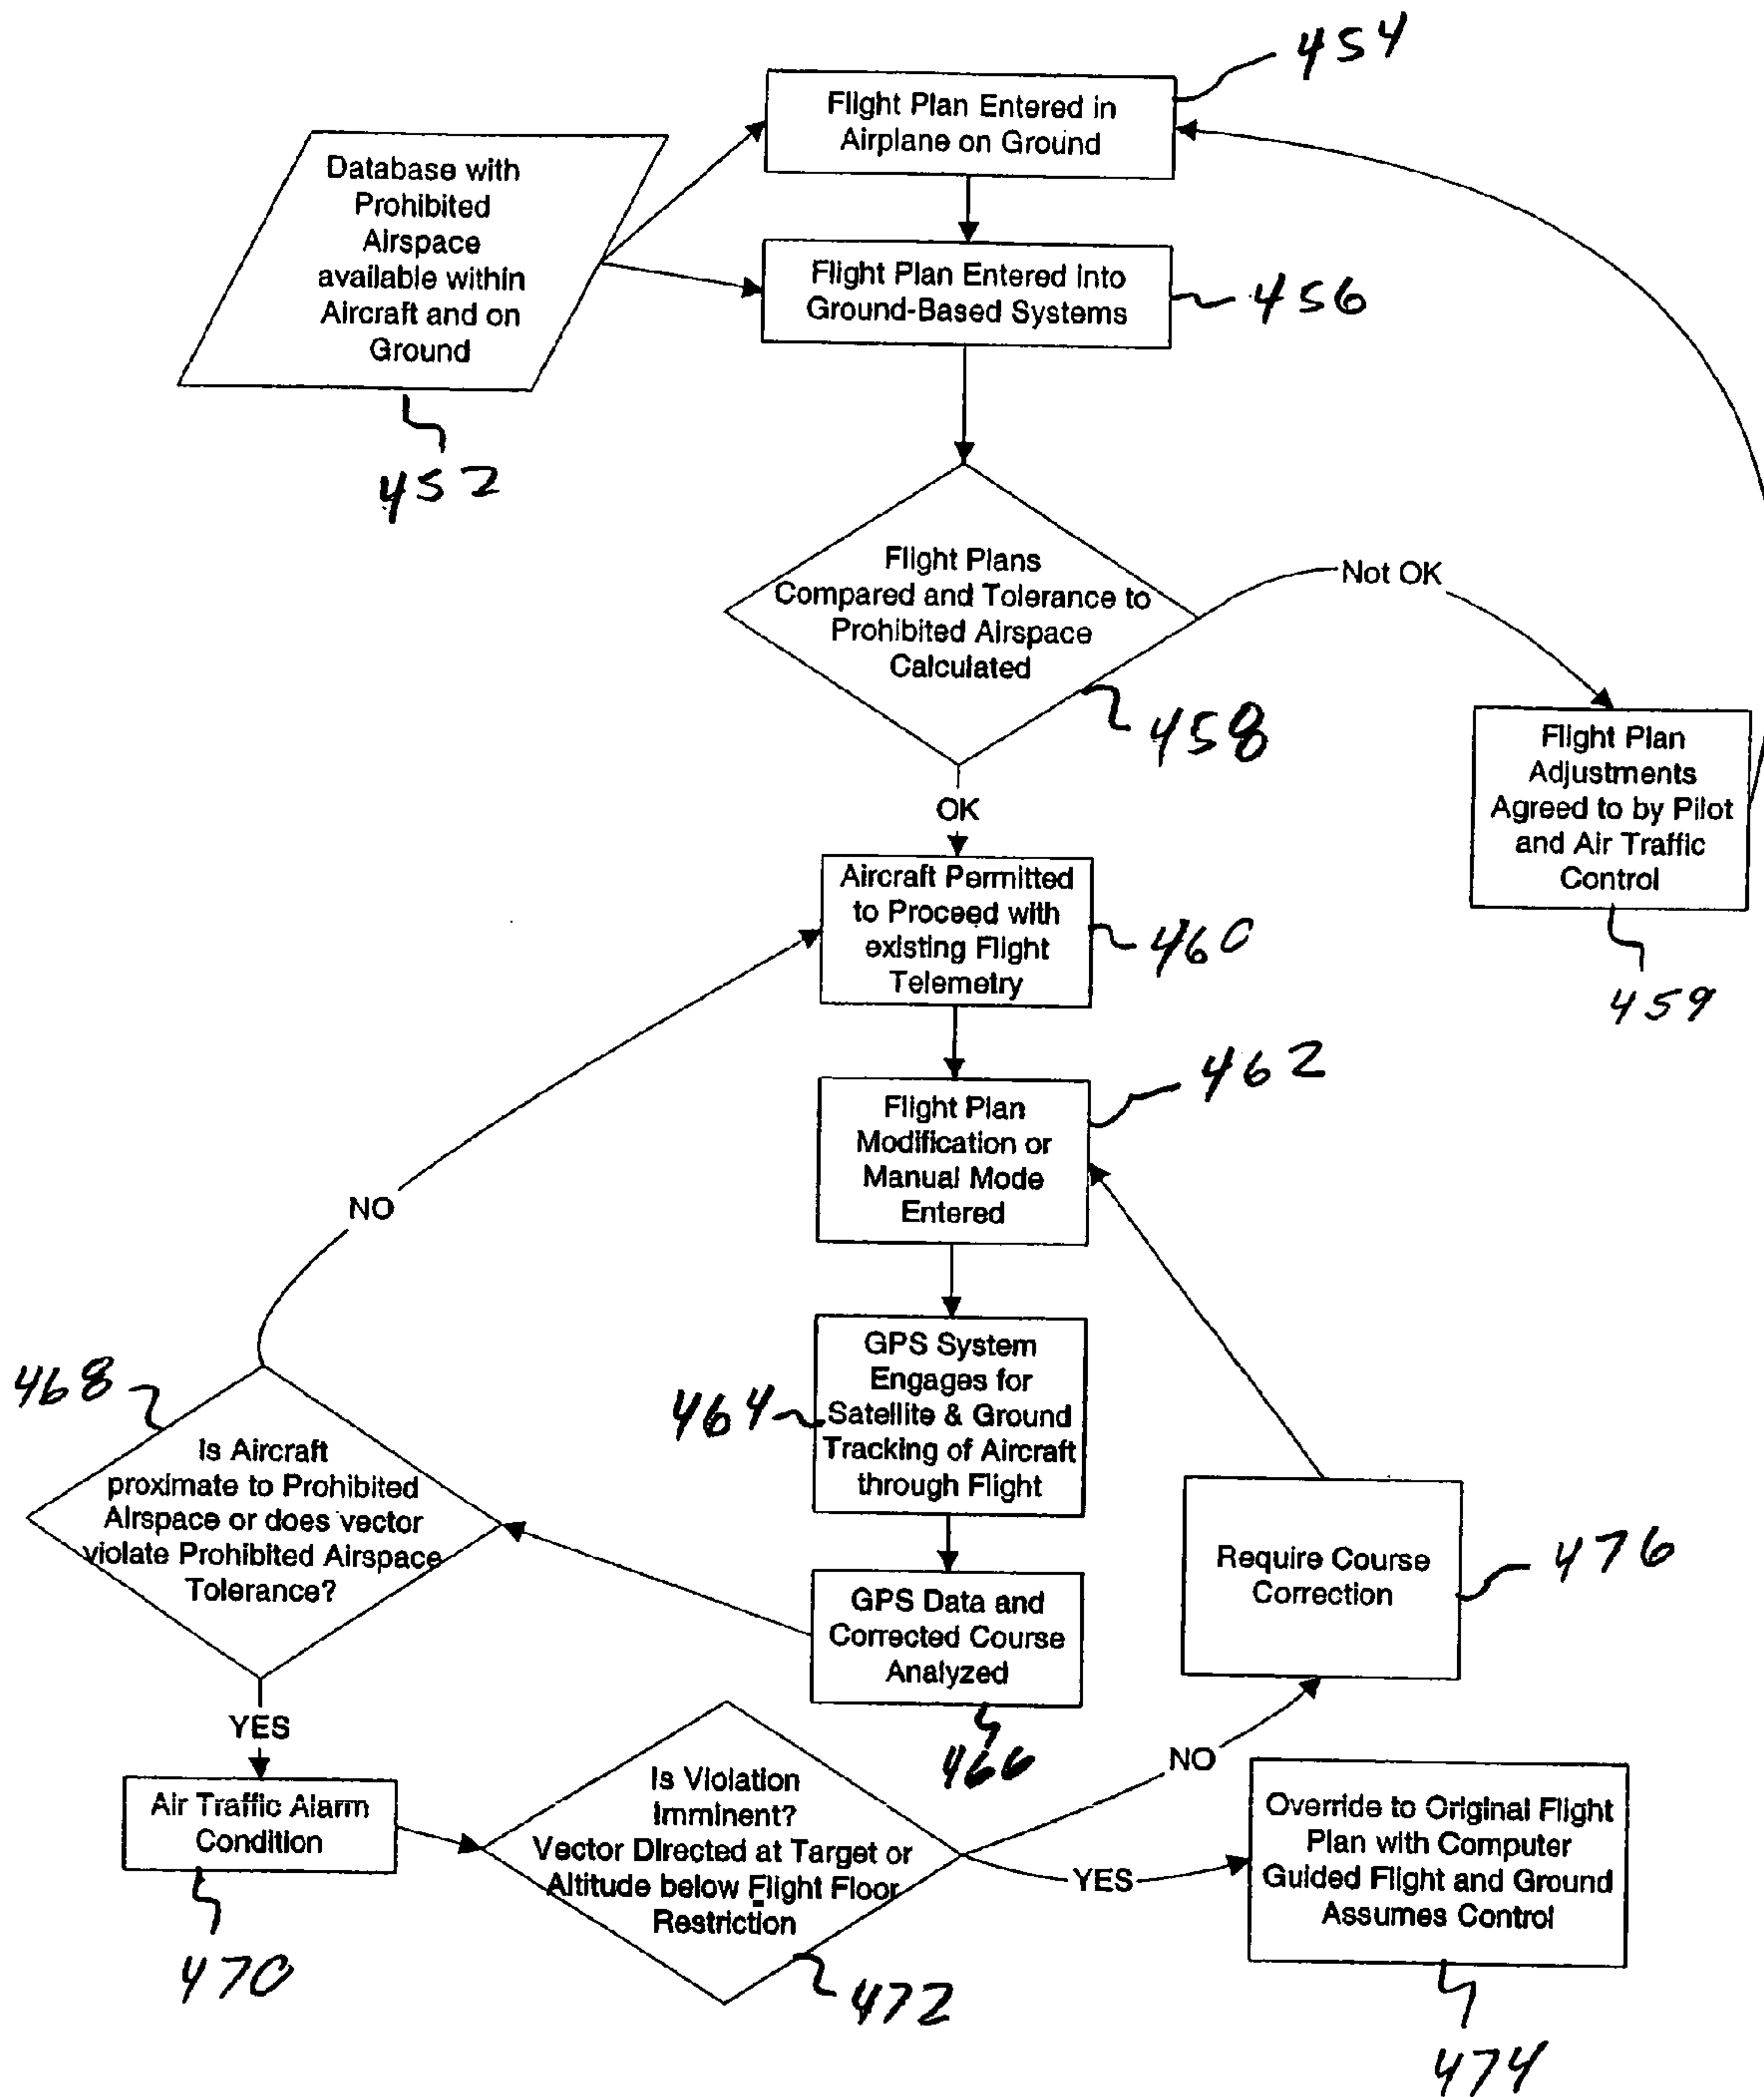 454
Flight Plan Entered in
Airplane on Ground
Database with
Prohibited
Airspace
available within
Aircraft and on
Ground
452
Flight Plan Entered into
Ground-Based Systems
456
Flight Plans
Compared and Tolerance to
Prohibited Airspace
Calculated
458
Not OK
Flight Plan
Adjustments
Agreed to by Pilot
and Air Traffic
Control
459
OK
Aircraft Permitted
to Proceed with
existing Flight
Telemetry
460
Flight Plan
Modification or
Manual Mode
Entered
462
NO
GPS System
Engages for
Satellite & Ground
Tracking of Aircraft
through Flight
464
468
Is Aircraft
proximate to Prohibited
Airspace or does vector
violate Prohibited Airspace
Tolerance?
GPS Data and
Corrected Course
Analyzed
466
Require Course
Correction
476
YES
Air Traffic Alarm
Condition
470
Is Violation
Imminent?
Vector Directed at Target or
Altitude below Flight Floor
Restriction
472
NO
YES
Override to Original Flight
Plan with Computer
Guided Flight and Ground
Assumes Control
474